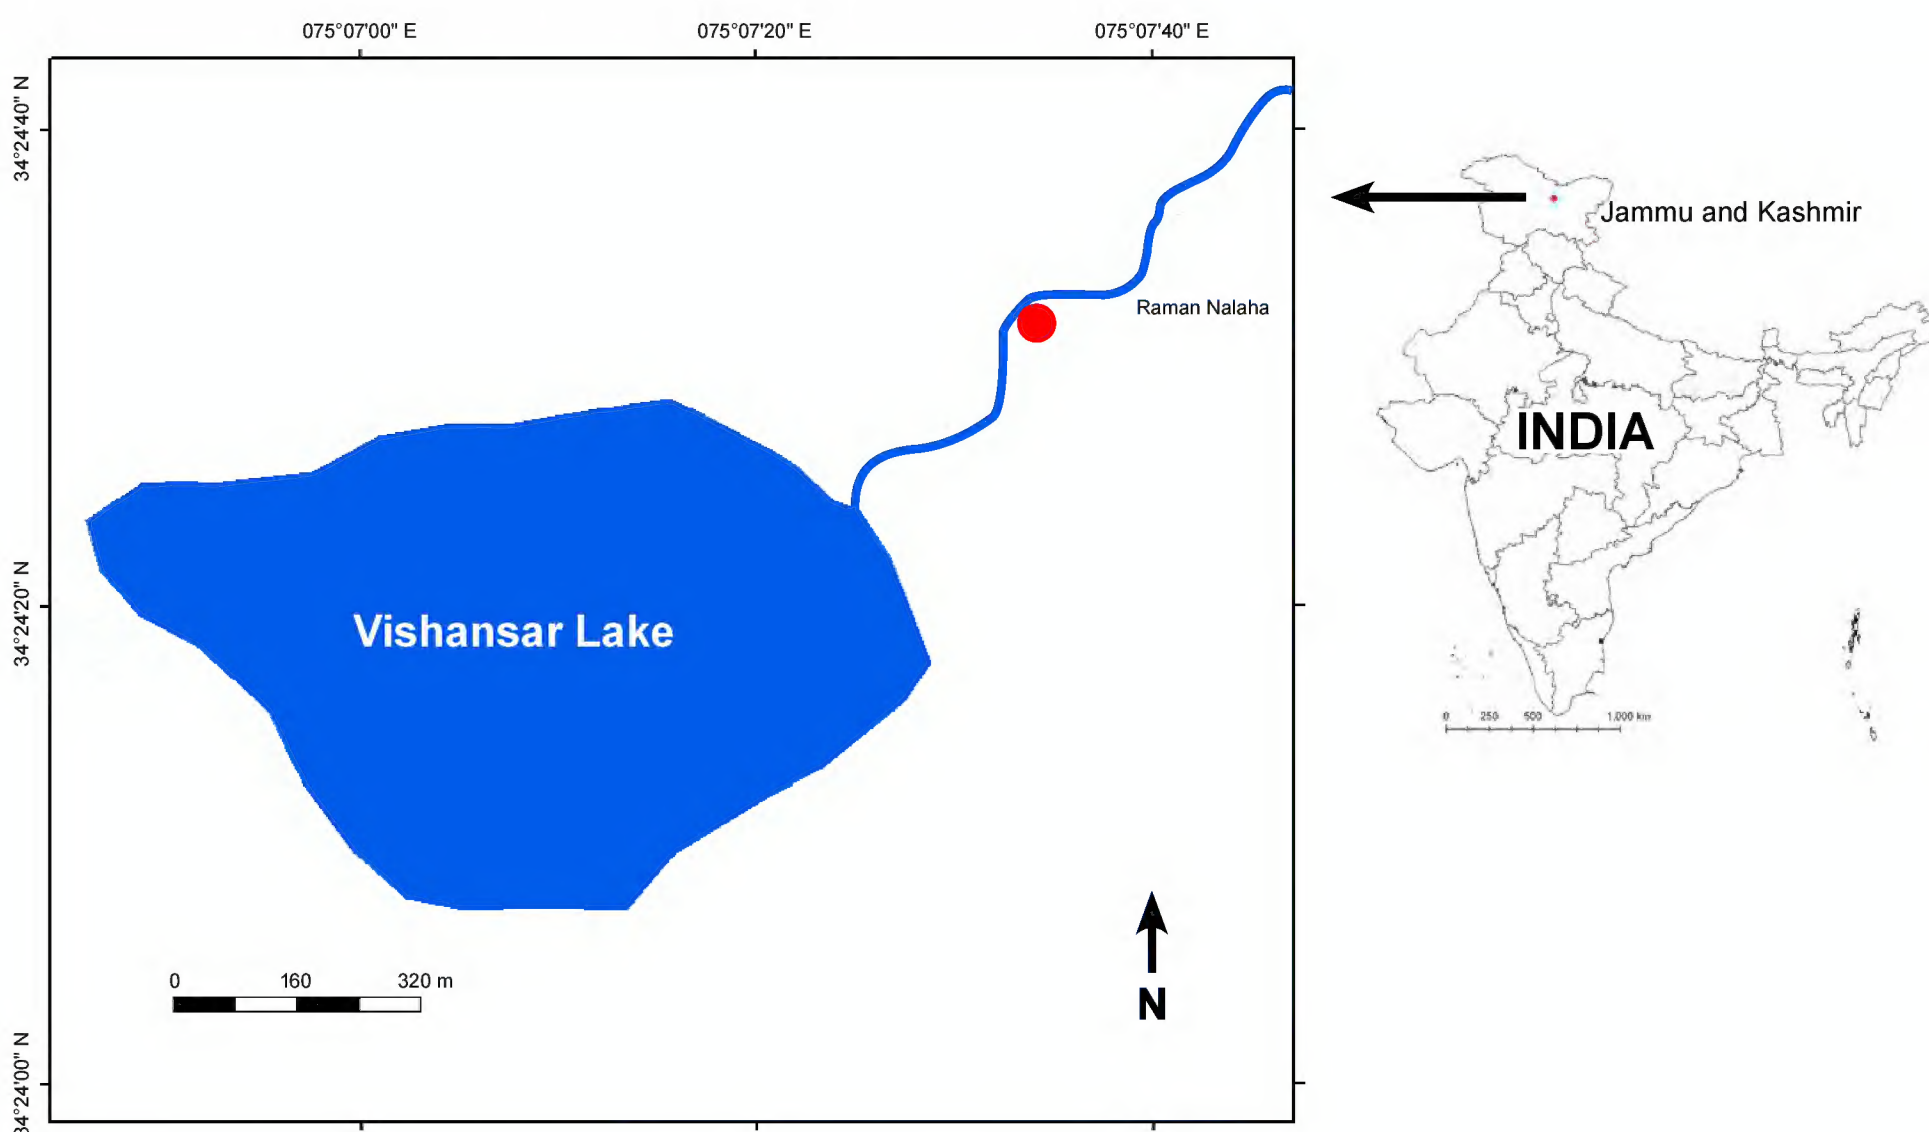 075°07'00" E
075°07'20" E
075°07'40" E
34°24'40" N
34°24'20" N
34°24'00" N
Raman Nalaha
Vishansar Lake
0 160 320 m
N
Jammu and Kashmir
INDIA
0 250 500 1.000 km